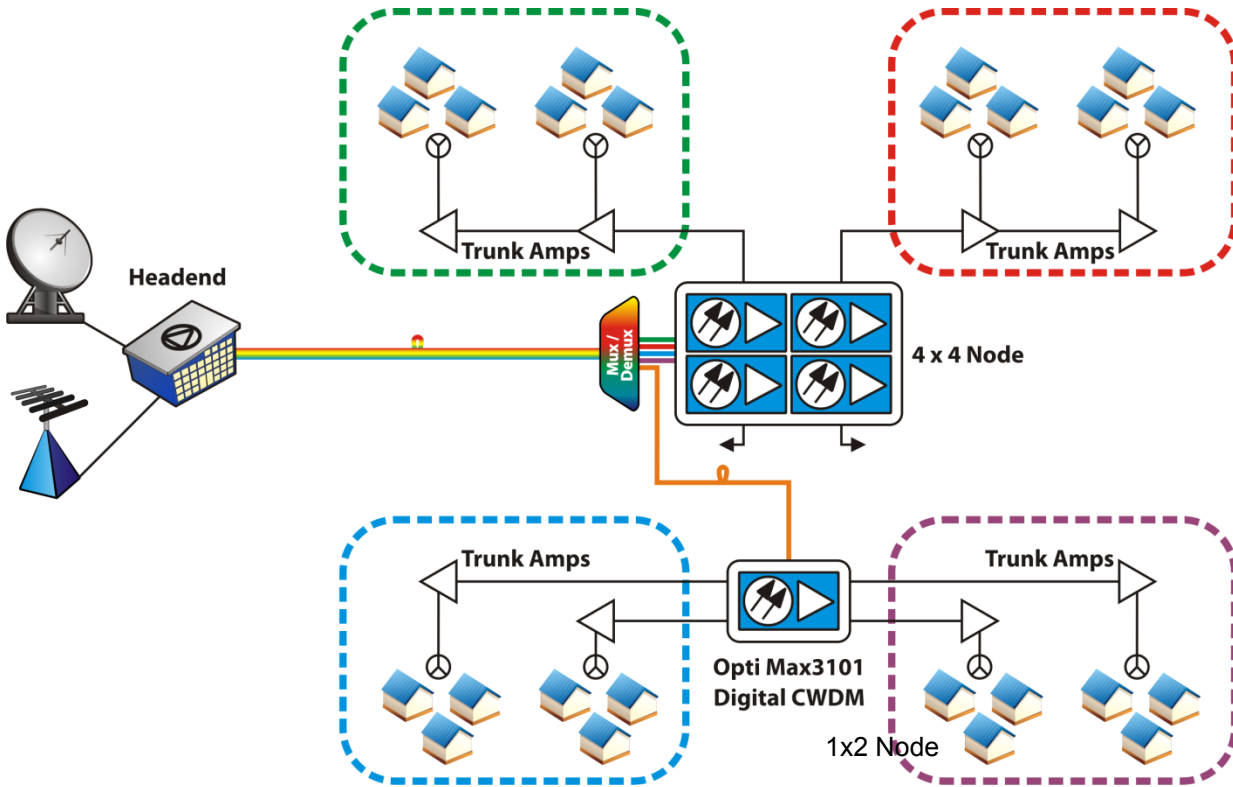 Trunk Amps
Trunk Amps
Headend
Mux /
Demux
4 x 4 Node
Trunk Amps
Trunk Amps
Opti Max3101
Digital CWDM
1x2 Node